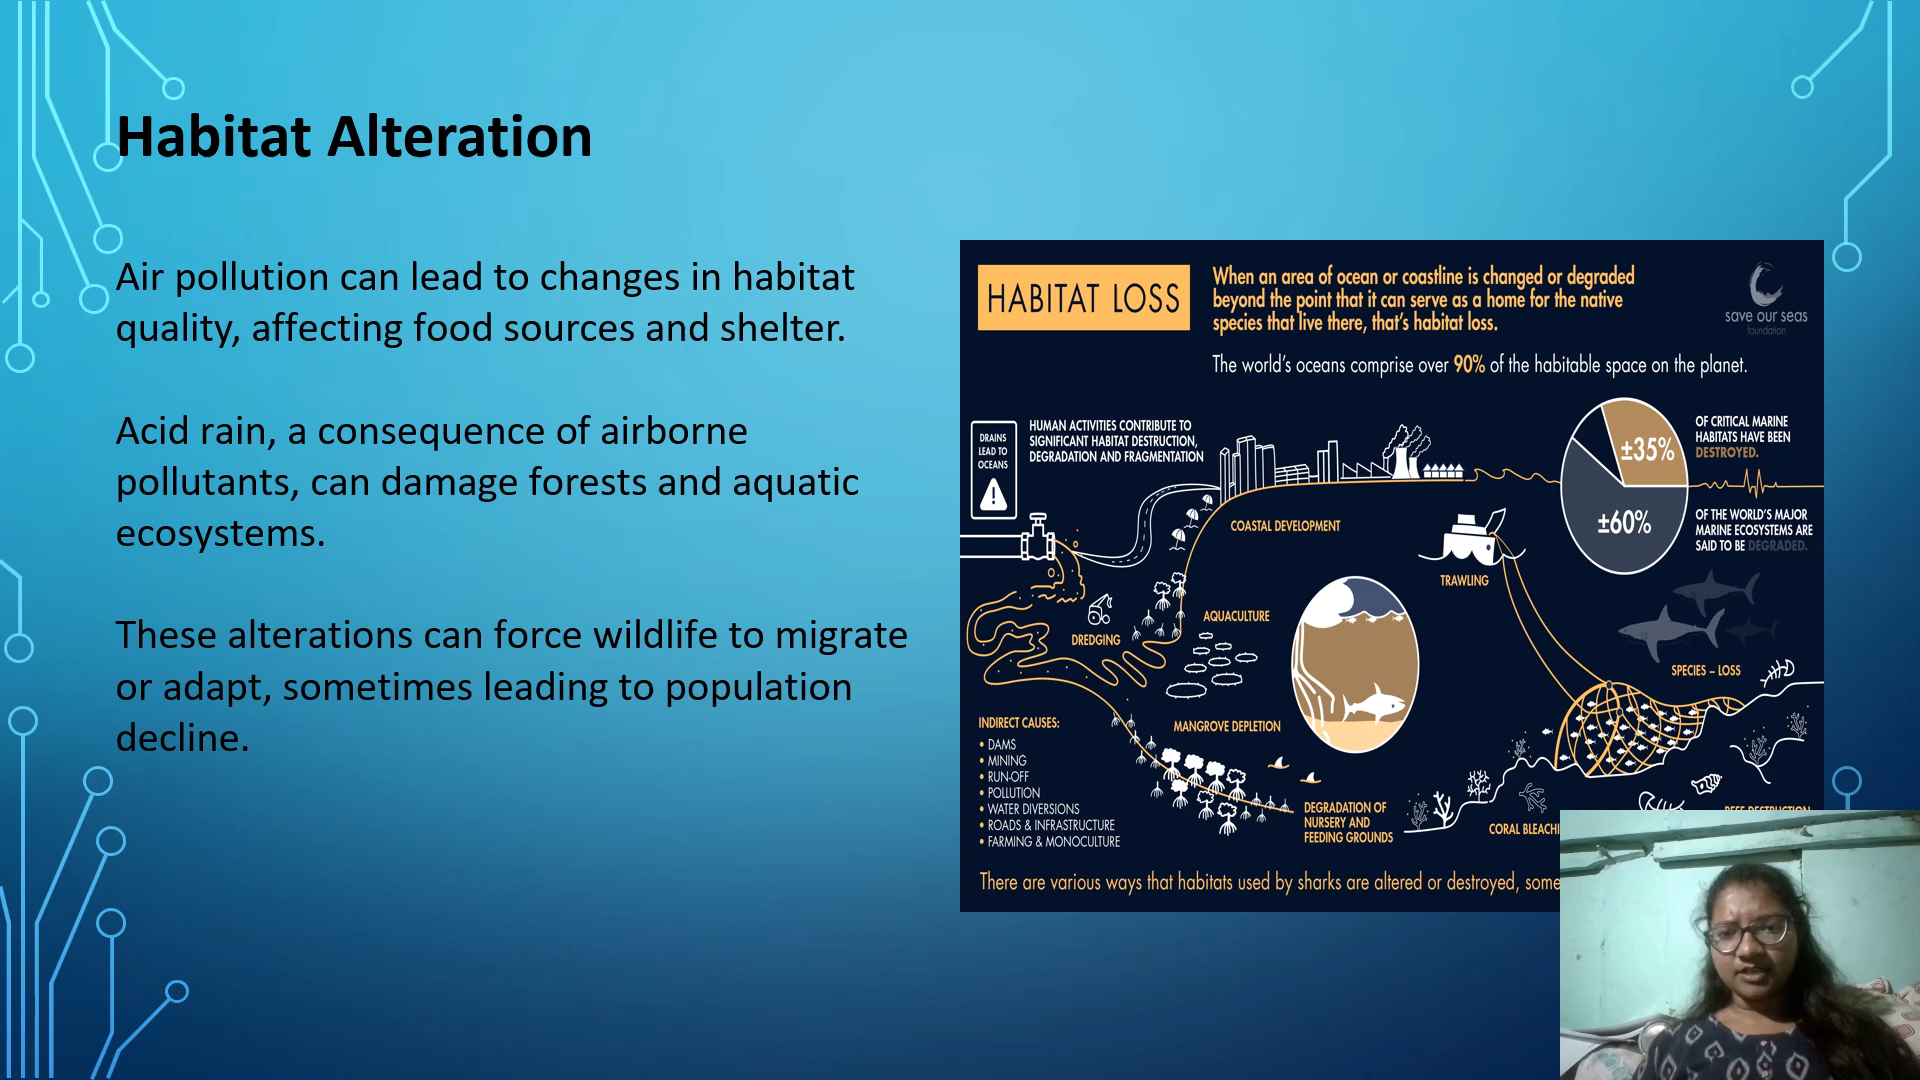 Habitat Alteration
Air pollution can lead to changes in habitat
quality, affecting food sources and shelter.
Acid rain, a consequence of airborne
pollutants, can damage forests and aquatic
ecosystems.
These alterations can force wildlife to migrate
or adapt, sometimes leading to population
decline.
HABITAT LOSS
When an area of ocean or coastline is changed or degraded
beyond the point that it can serve as a home for the native
species that live there, that's habitat loss.
save our seas
foundation
The world's oceans comprise over 90% of the habitable space on the planet.
DRAINS
LEAD TO
OCEANS
HUMAN ACTIVITIES CONTRIBUTE TO
SIGNIFICANT HABITAT DESTRUCTION,
DEGRADATION AND FRAGMENTATION
±35%
OF CRITICAL MARINE
HABITATS HAVE BEEN
DESTROYED.
±60%
OF THE WORLD'S MAJOR
MARINE ECOSYSTEMS ARE
SAID TO BE DEGRADED.
COASTAL DEVELOPMENT
TRAWLING
AQUACULTURE
DREDGING
SPECIES – LOSS
MANGROVE DEPLETION
INDIRECT CAUSES:
• DAMS
• MINING
• RUN-OFF
• POLLUTION
• WATER DIVERSIONS
• ROADS & INFRASTRUCTURE
• FARMING & MONOCULTURE
DEGRADATION OF
NURSERY AND
FEEDING GROUNDS
CORAL
There are various ways that habitats used by sharks are altered or destroyed, some